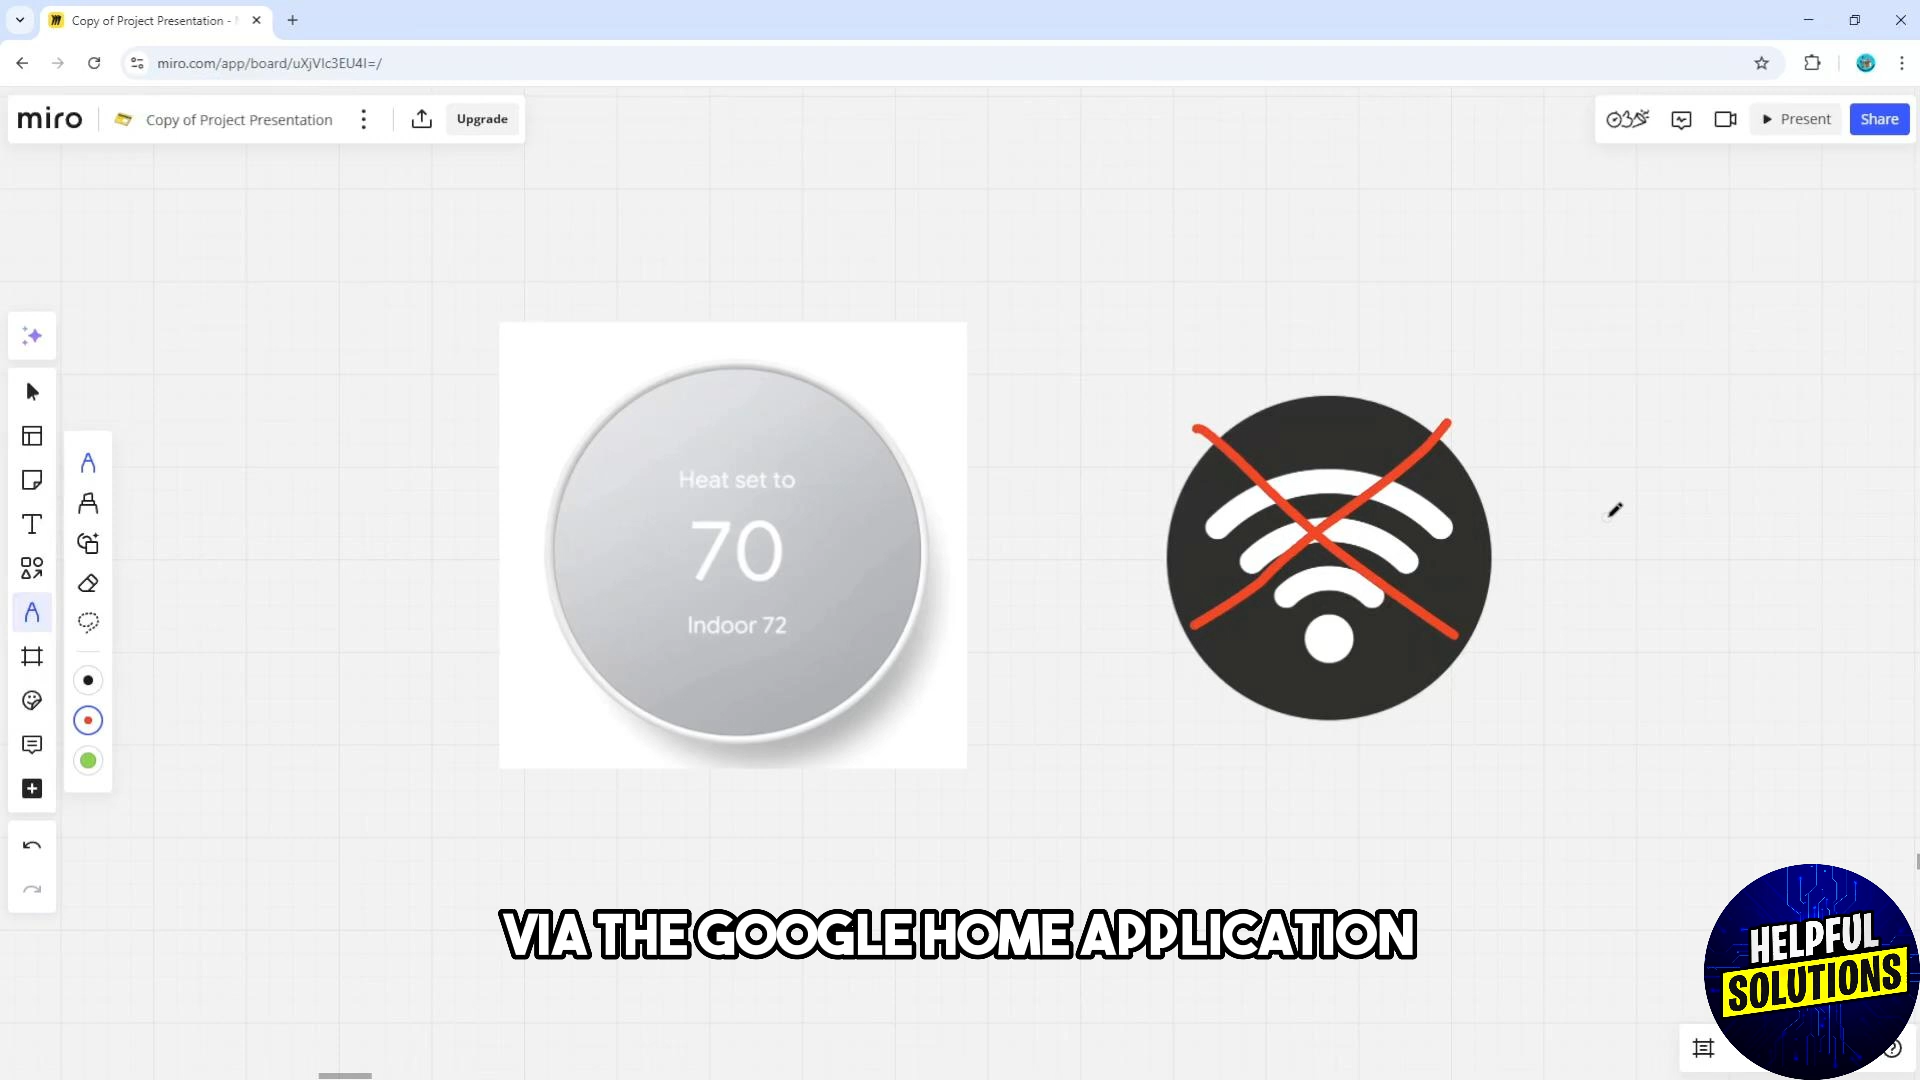 Copy of Project Presentation -
miro.com/app/board/uXjVIc3EU4I=/
miro
Copy of Project Presentation
Upgrade
Present
Share
Heat set to
70
Indoor 72
VIA THE GOOGLE HOME APPLICATION
HELPFUL
SOLUTIONS